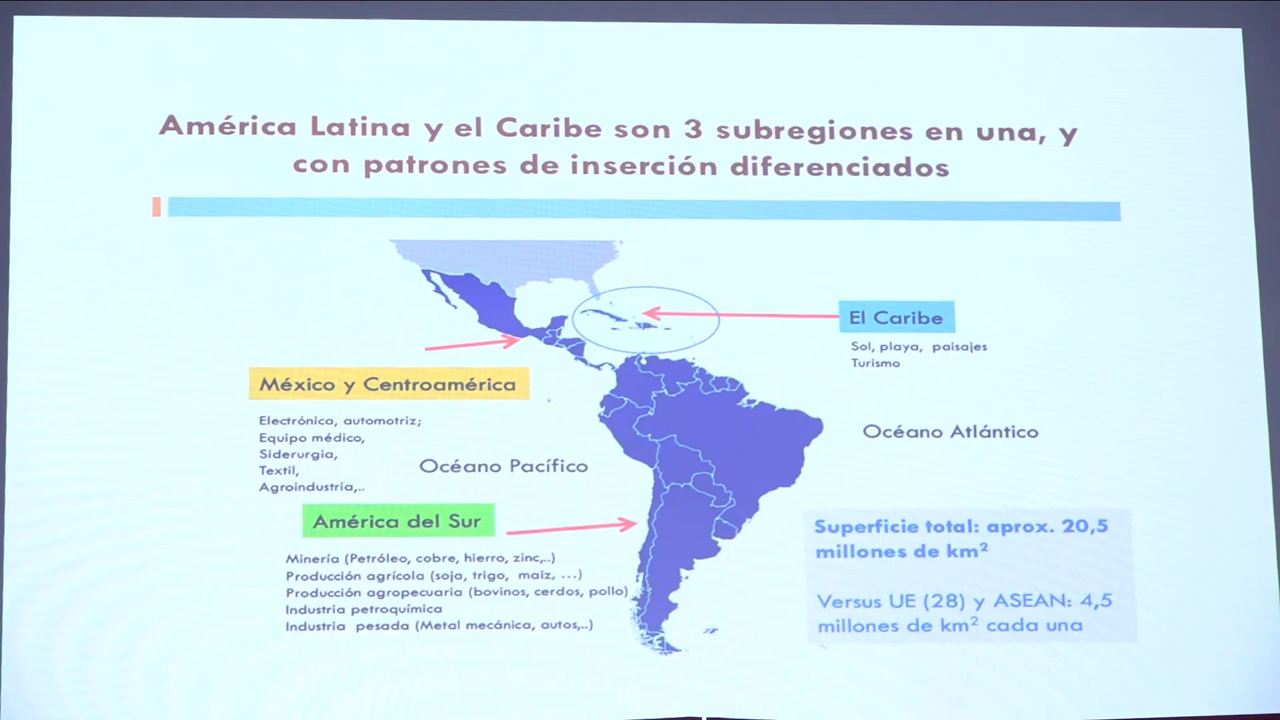 América Latina y el Caribe son 3 subregiones en una, y
con patrones de inserción diferenciados
El Caribe
Sol, playa, paisajes
Turismo
México y Centroamérica
Electrónica, automotriz;
Equipo médico,
Siderurgia,
Textil,
Agroindustria,..
Océano Pacífico
Océano Atlántico
América del Sur
Minería (Petróleo, cobre, hierro, zinc,..)
Producción agrícola (soja, trigo, maiz, ...)
Producción agropecuaria (bovinos, cerdos, pollo)
Industria petroquímica
Industria pesada (Metal mecánica, autos,..)
Superficie total: aprox. 20,5
millones de km²
Versus UE (28) y ASEAN: 4,5
millones de km² cada una